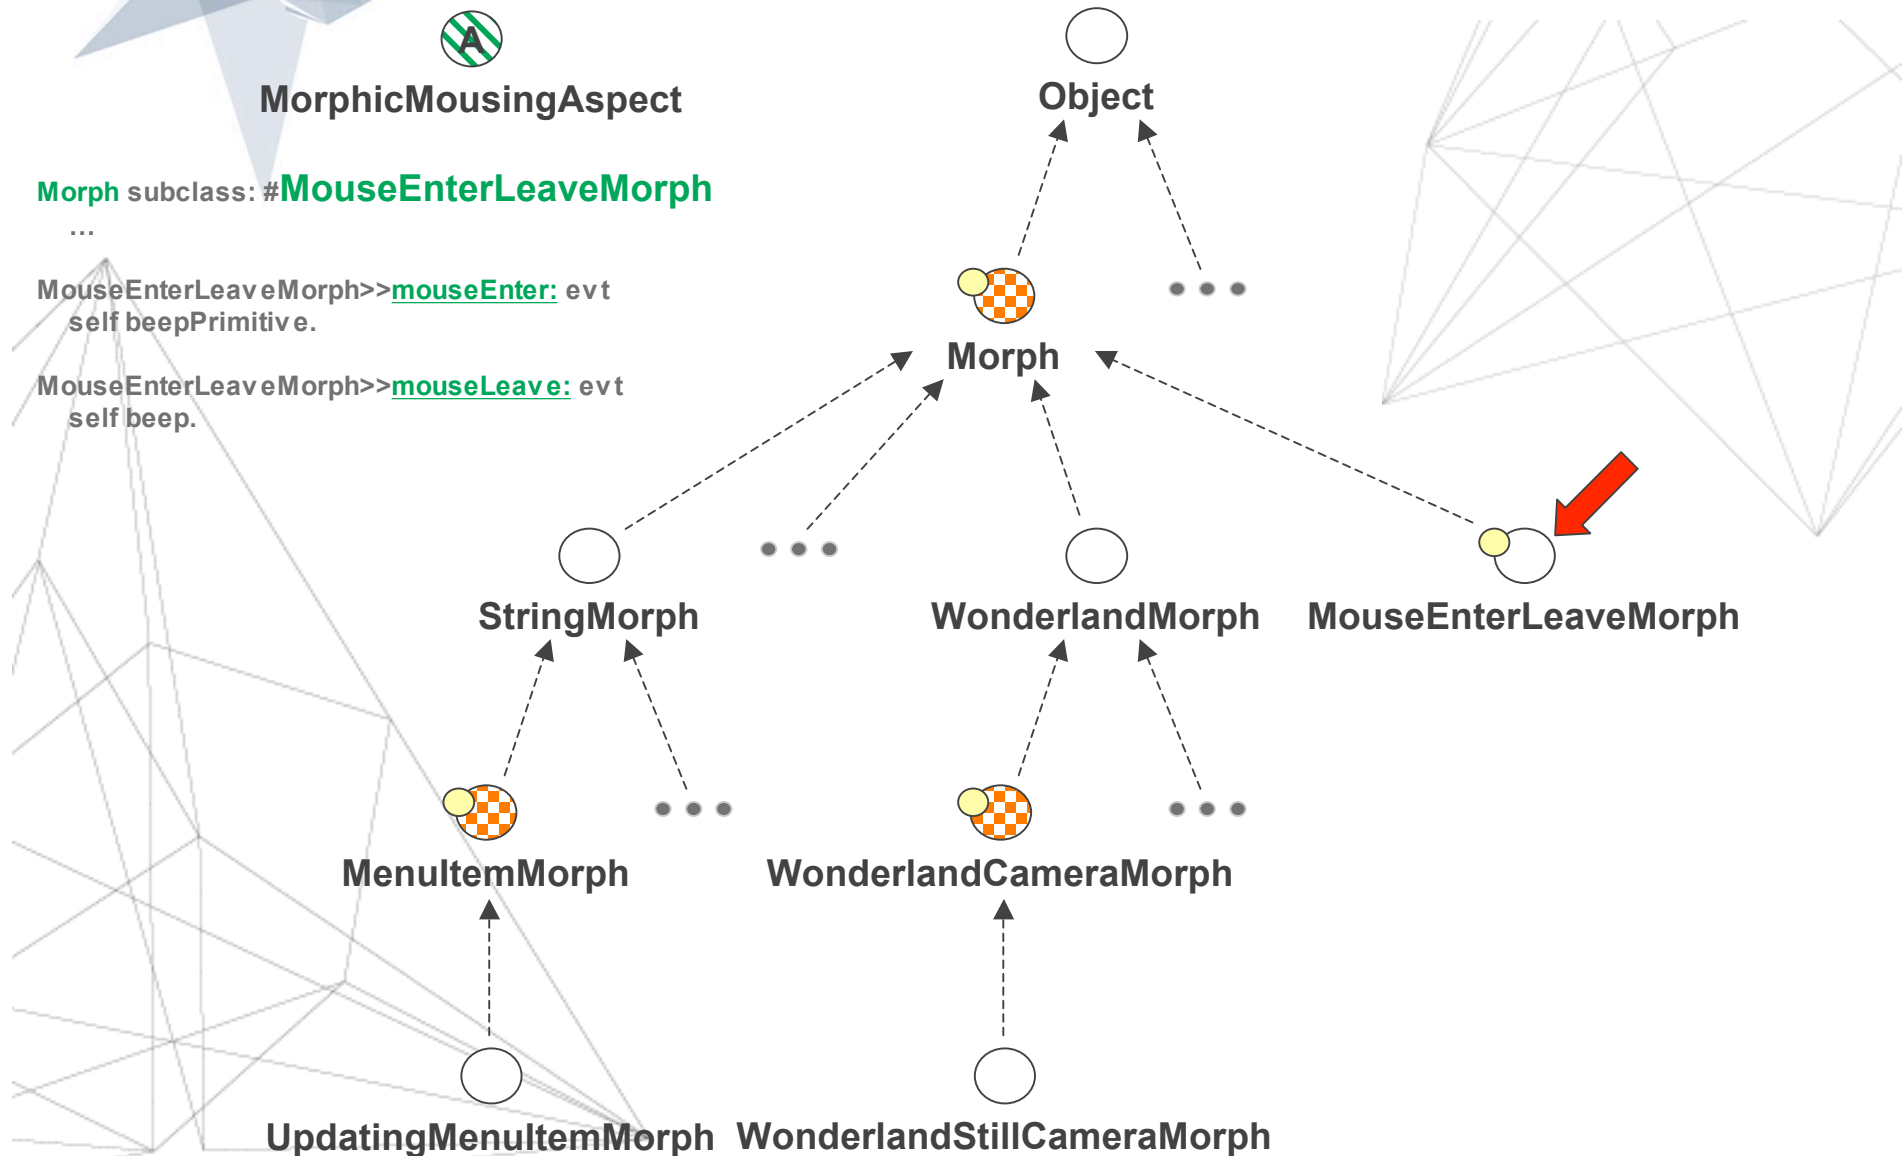 A
MorphicMousingAspect
Object
Morph subclass: #MouseEnterLeaveMorph
...
MouseEnterLeaveMorph>>mouseEnter: evt
self beepPrimitive.
MouseEnterLeaveMorph>>mouseLeave: evt
self beep.
Morph
StringMorph
WonderlandMorph
MouseEnterLeaveMorph
MenuItemMorph
WonderlandCameraMorph
UpdatingMenuItemMorph
WonderlandStillCameraMorph